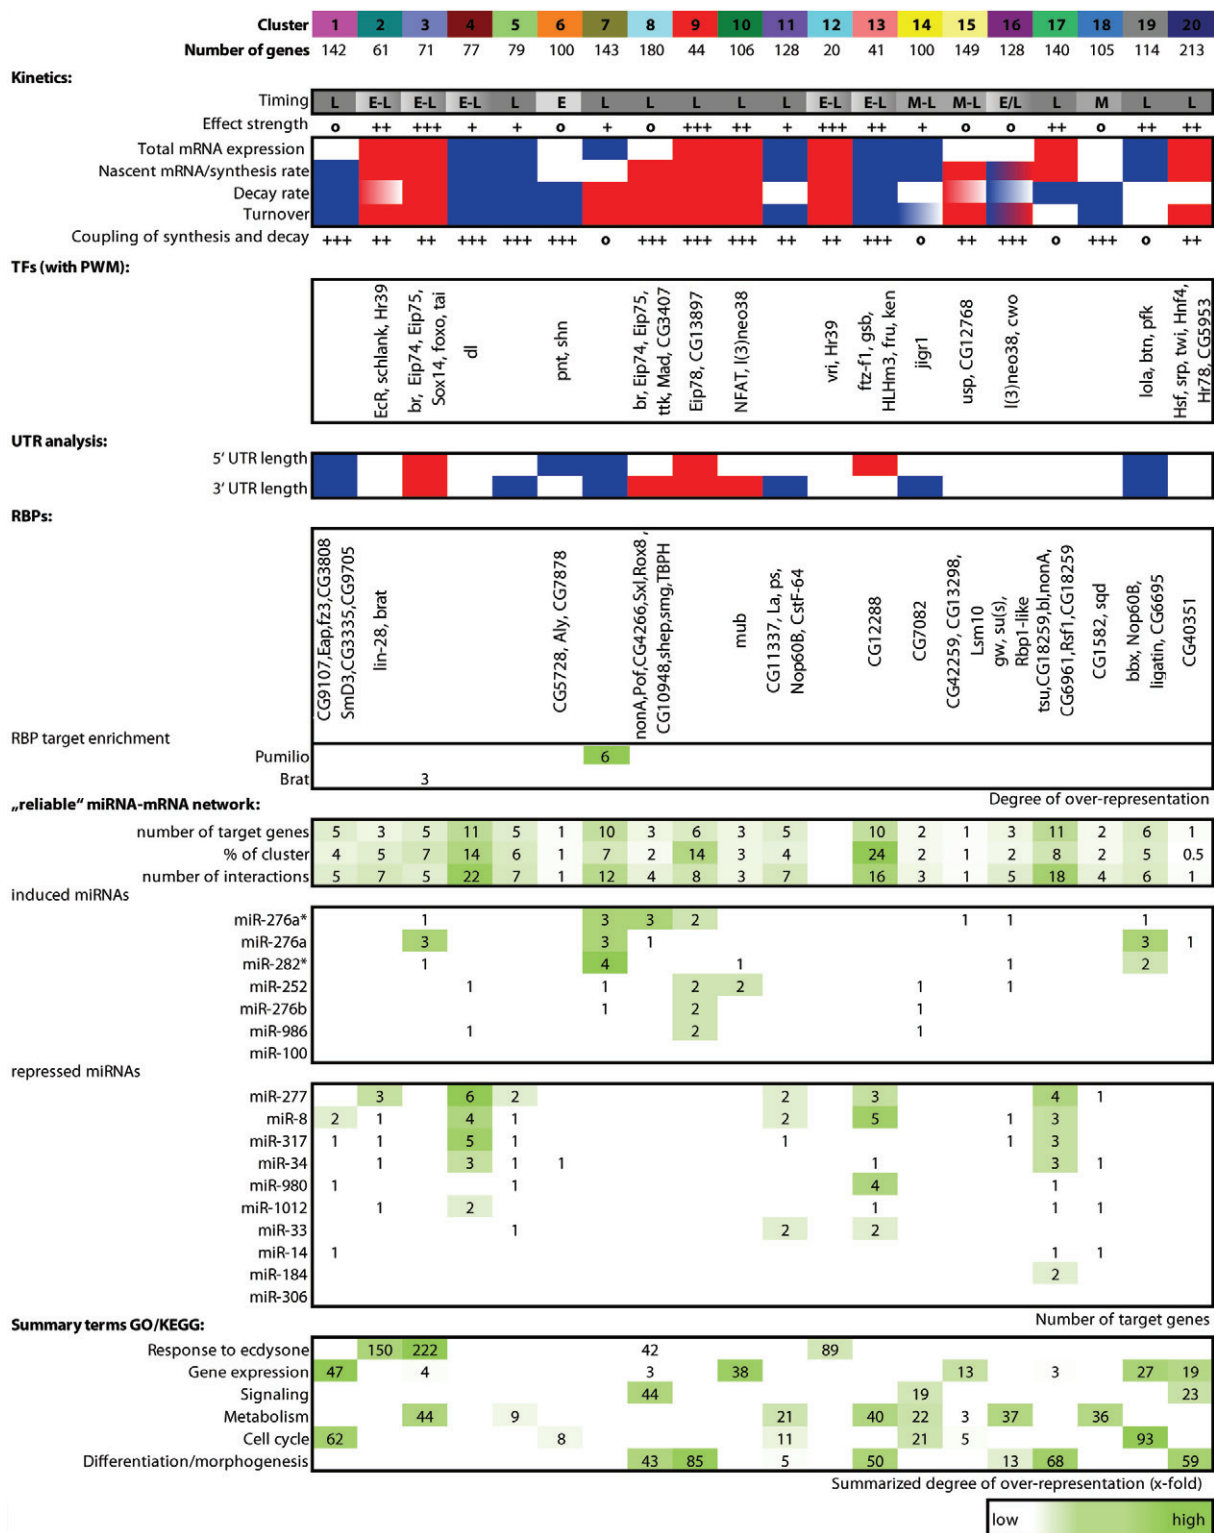 Cluster 1 2 3 4 5 6 7 8 9 10 11 12 13 14 15 16 17 18 19 20
Number of genes 142 61 71 77 79 100 143 180 44 106 128 20 41 100 149 128 140 105 114 213
Kinetics:
Timing L E-L E-L E-L L E L L L L L E-L E-L M-L M-L E/L L M L L
Effect strength o ++ +++ + + o + o +++ ++ + +++ ++ + o o ++ o ++ ++
Total mRNA expression
Nascent mRNA/synthesis rate
Decay rate
Turnover
Coupling of synthesis and decay +++ ++ ++ +++ +++ +++ o +++ +++ +++ ++ ++ +++ o ++ +++ o +++ o ++
TFs (with PWM):
EcR, schlank, Hr39
br, Eip74, Eip75,
Sox14, foxo, tai
dl
pnt, shn
br, Eip74, Eip75,
ttk, Mad, CG3407
Eip78, CG13897
NFAT, l(3)neo38
vri, Hr39
ftz-f1, gsb,
HLHm3, fru, ken
jigr1
usp, CG12768
l(3)neo38, cwo
lola, btn, pfk
Hsf, srp, twi, Hnf4,
Hr78, CG5953
UTR analysis:
5' UTR length
3' UTR length
RBPs:
CG9107,Eap,fz3,CG3808
SmD3,CG3335,CG9705
lin-28, brat
CG5728, Aly, CG7878
nonA,Pof,CG4266,Sxl,Rox8,
CG10948,shep,smg,TBPH
mub
CG11337, La, ps,
Nop60B, CstF-64
CG12288
CG7082
CG42259, CG13298,
Lsm10
gw, su(s),
Rbp1-like
tsu,CG18259,bl,nonA,
CG6961,Rsf1,CG18259
CG1582, sqd
bbx, Nop60B,
ligatin, CG6695
CG40351
RBP target enrichment
Pumilio 6
Brat 3
„reliable“ miRNA-mRNA network:
Degree of over-representation
number of target genes 5 3 5 11 5 1 10 3 6 3 5 10 2 1 3 11 2 6 1
% of cluster 4 5 7 14 6 1 7 2 14 3 4 24 2 1 2 8 2 5 0.5
number of interactions 5 7 5 22 7 1 12 4 8 3 7 16 3 1 5 18 4 6 1
induced miRNAs
miR-276a* 1 3 3 2 1 1 1
miR-276a 3 3 1 3 1
miR-282* 1 4 1 1 2
miR-252 1 1 2 2 1 1
miR-276b 1 2 1
miR-986 1 2 1
miR-100
repressed miRNAs
miR-277 3 6 2 2 3 4 1
miR-8 2 1 4 1 2 5 1 3
miR-317 1 1 5 1 1 1 3
miR-34 1 3 1 1 1 3 1
miR-980 1 1 4 1
miR-1012 1 2 1 1 1
miR-33 1 2 2
miR-14 1 1 1
miR-184 2
miR-306
Summary terms GO/KEGG:
Number of target genes
Response to ecdysone 150 222 42 89
Gene expression 47 4 3 38 13 3 27 19
Signaling 44 19 23
Metabolism 44 9 21 40 22 3 37 36
Cell cycle 62 8 11 21 5 93
Differentiation/morphogenesis 43 85 5 50 13 68 59
Summarized degree of over-representation (x-fold)
low high